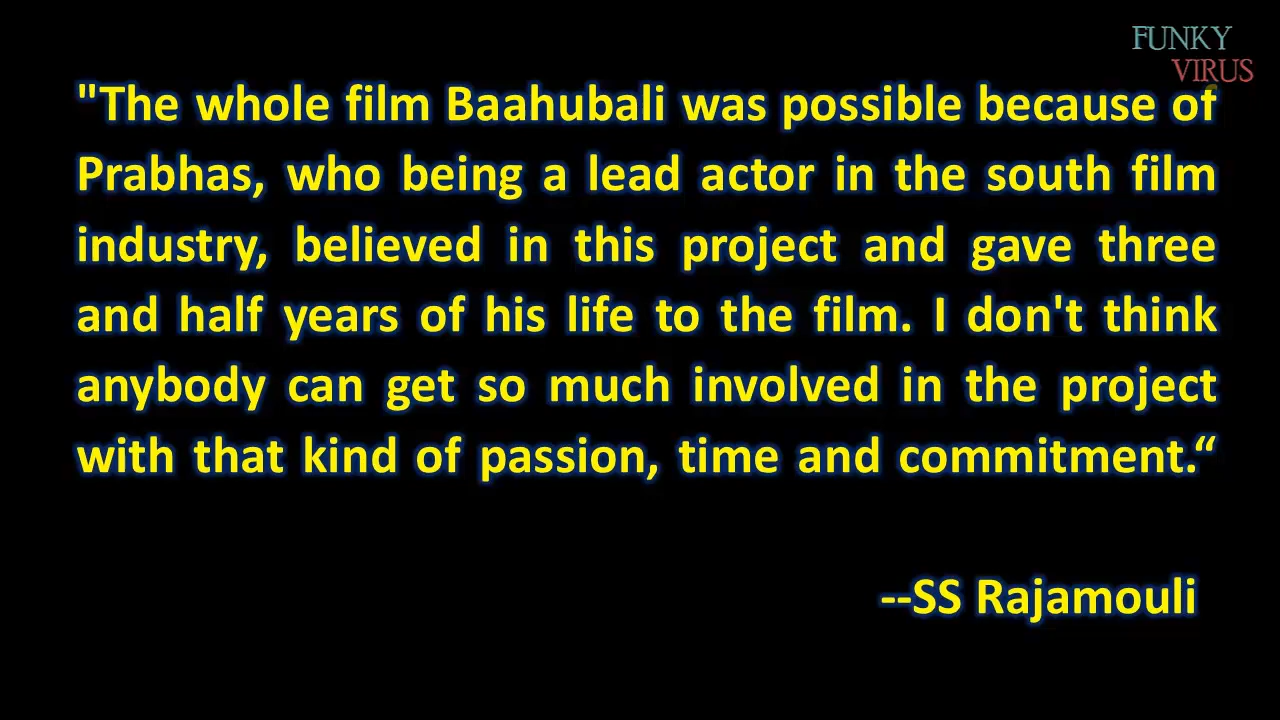 FUNKY
VIRUS
"The whole film Baahubali was possible because of
Prabhas, who being a lead actor in the south film
industry, believed in this project and gave three
and half years of his life to the film. I don't think
anybody can get so much involved in the project
with that kind of passion, time and commitment.“
--SS Rajamouli